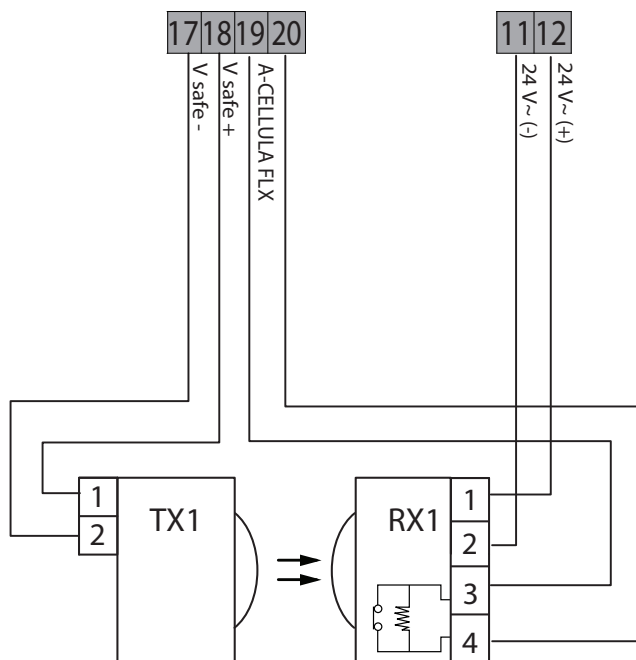 17 18 19 20
11 12
V safe -
V safe +
A-CELLULA FLX
24 V~ (-)
24 V~ (+)
1
2
TX1
RX1
1
2
3
4